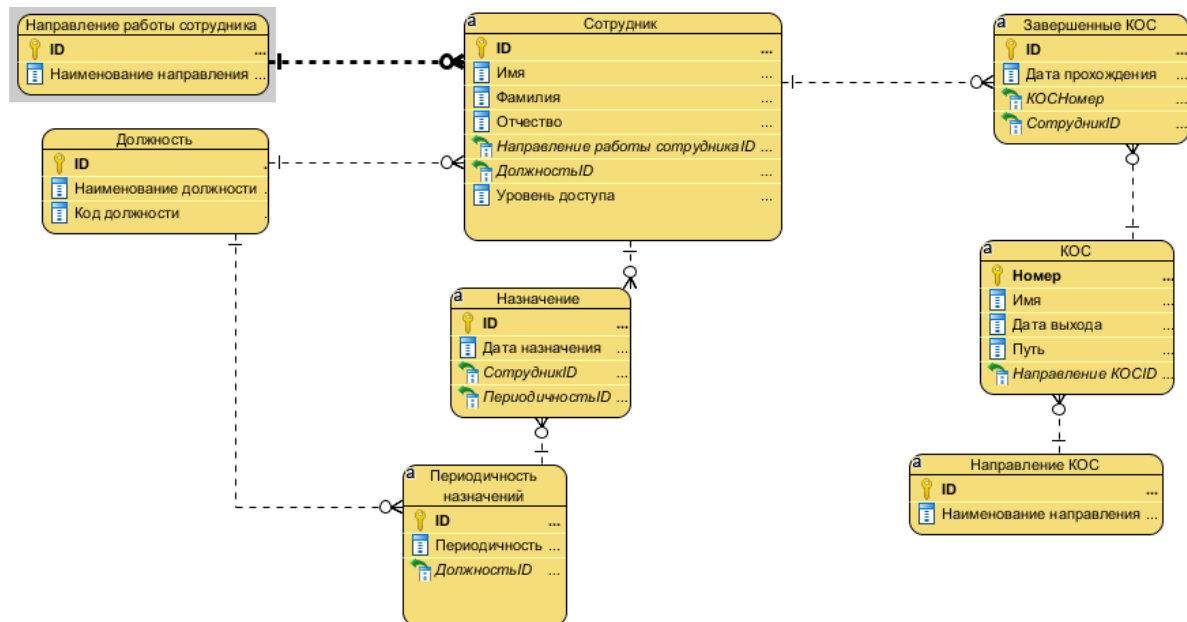 Направление работы сотрудника
ID ...
Наименование направления ...
a
Сотрудник
ID ...
Имя ...
Фамилия ...
Отчество ...
Направление работы сотрудникаID ...
ДолжностьID ...
Уровень доступа ...
a
Завершенные КОС
ID ...
Дата прохождения ...
КОСНомер ...
СотрудникID ...
Должность
ID ...
Наименование должности ...
Код должности ...
a
КОС
Номер ...
Имя ...
Дата выхода ...
Путь ...
Направление КОСID ...
a
Назначение
ID ...
Дата назначения ...
СотрудникID ...
ПериодичностьID ...
a
Направление КОС
ID ...
Наименование направления ...
a
Периодичность
назначений
ID ...
Периодичность ...
ДолжностьID ...